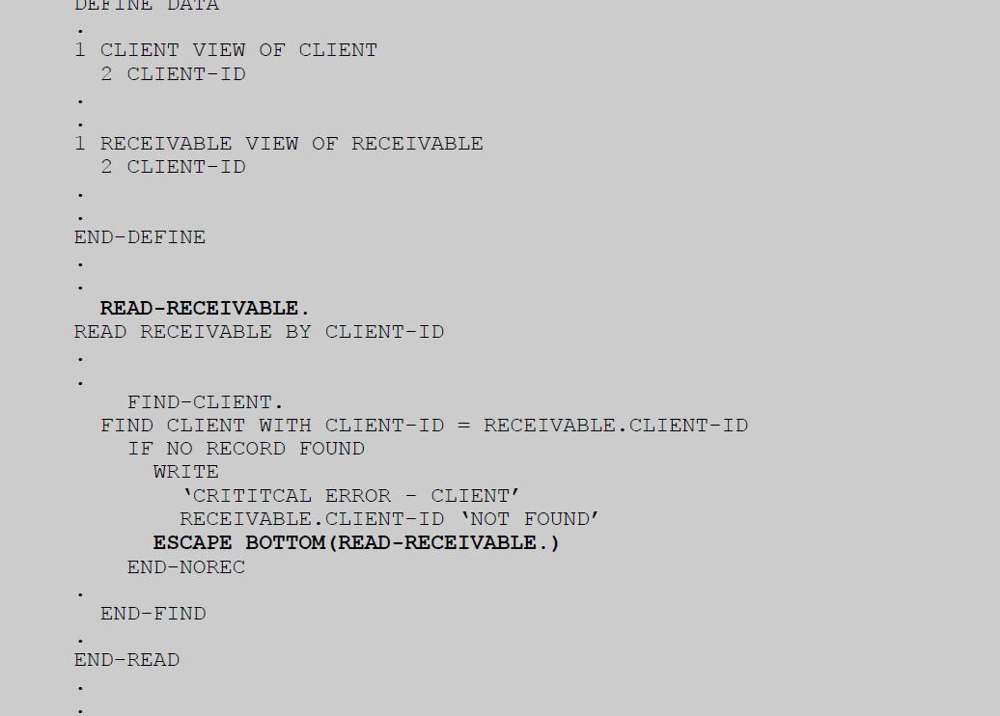 DEFINE DATA
.
1 CLIENT VIEW OF CLIENT
2 CLIENT-ID
.
.
1 RECEIVABLE VIEW OF RECEIVABLE
2 CLIENT-ID
.
.
END-DEFINE
.
.
READ-RECEIVABLE.
READ RECEIVABLE BY CLIENT-ID
.
.
FIND-CLIENT.
FIND CLIENT WITH CLIENT-ID = RECEIVABLE.CLIENT-ID
IF NO RECORD FOUND
WRITE
‘CRITITCAL ERROR – CLIENT’
RECEIVABLE.CLIENT-ID ‘NOT FOUND’
ESCAPE BOTTOM(READ-RECEIVABLE.)
END-NOREC
.
END-FIND
.
END-READ
.
.